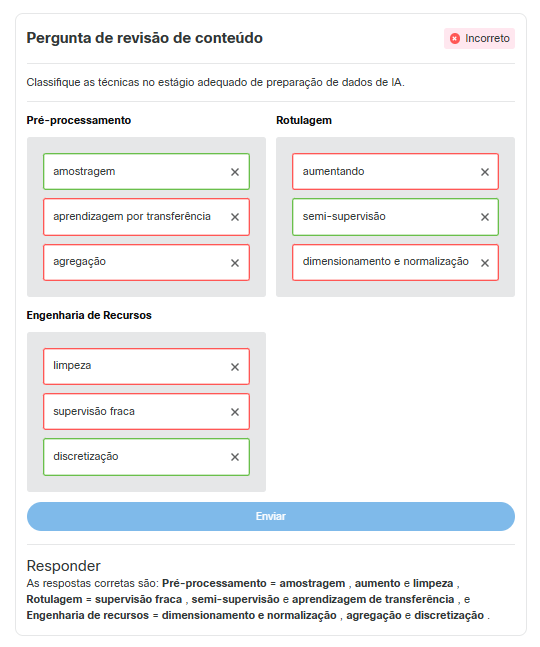 Pergunta de revisão de conteúdo
Incorreto
Classifique as técnicas no estágio adequado de preparação de dados de IA.
Pré-processamento
amostragem
aprendizagem por transferência
agregação
Rotulagem
aumentando
semi-supervisão
dimensionamento e normalização
Engenharia de Recursos
limpeza
supervisão fraca
discretização
Enviar
Responder
As respostas corretas são: Pré-processamento = amostragem , aumento e limpeza ,
Rotulagem = supervisão fraca , semi-supervisão e aprendizagem de transferência , e
Engenharia de recursos = dimensionamento e normalização , agregação e discretização .